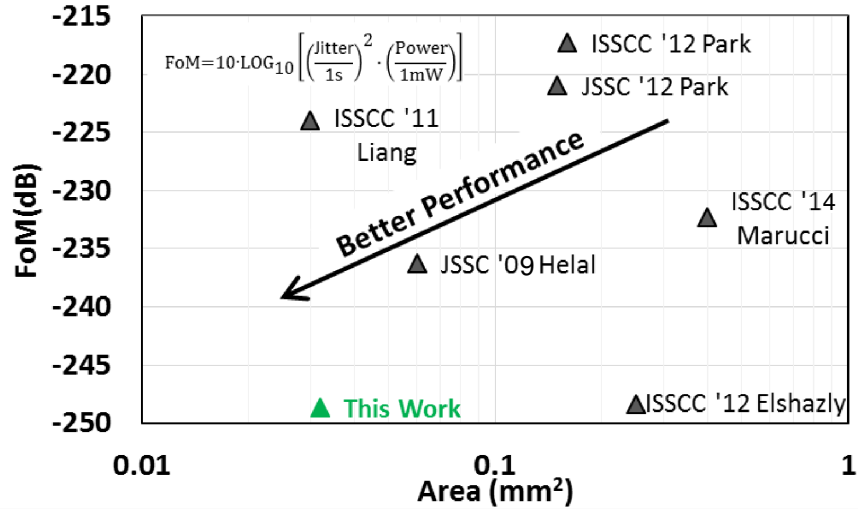 -215
-220
-225
-230
-235
-240
-245
-250
FoM(dB)
FoM=10·LOG₁₀[(Jitter/1s)²·(Power/1mW)]
ISSCC '12 Park
JSSC '12 Park
ISSCC '11
Liang
Better Performance
ISSCC '14
Marucci
JSSC '09 Helal
This Work
ISSCC '12 Elshazly
0.01
0.1
1
Area (mm²)